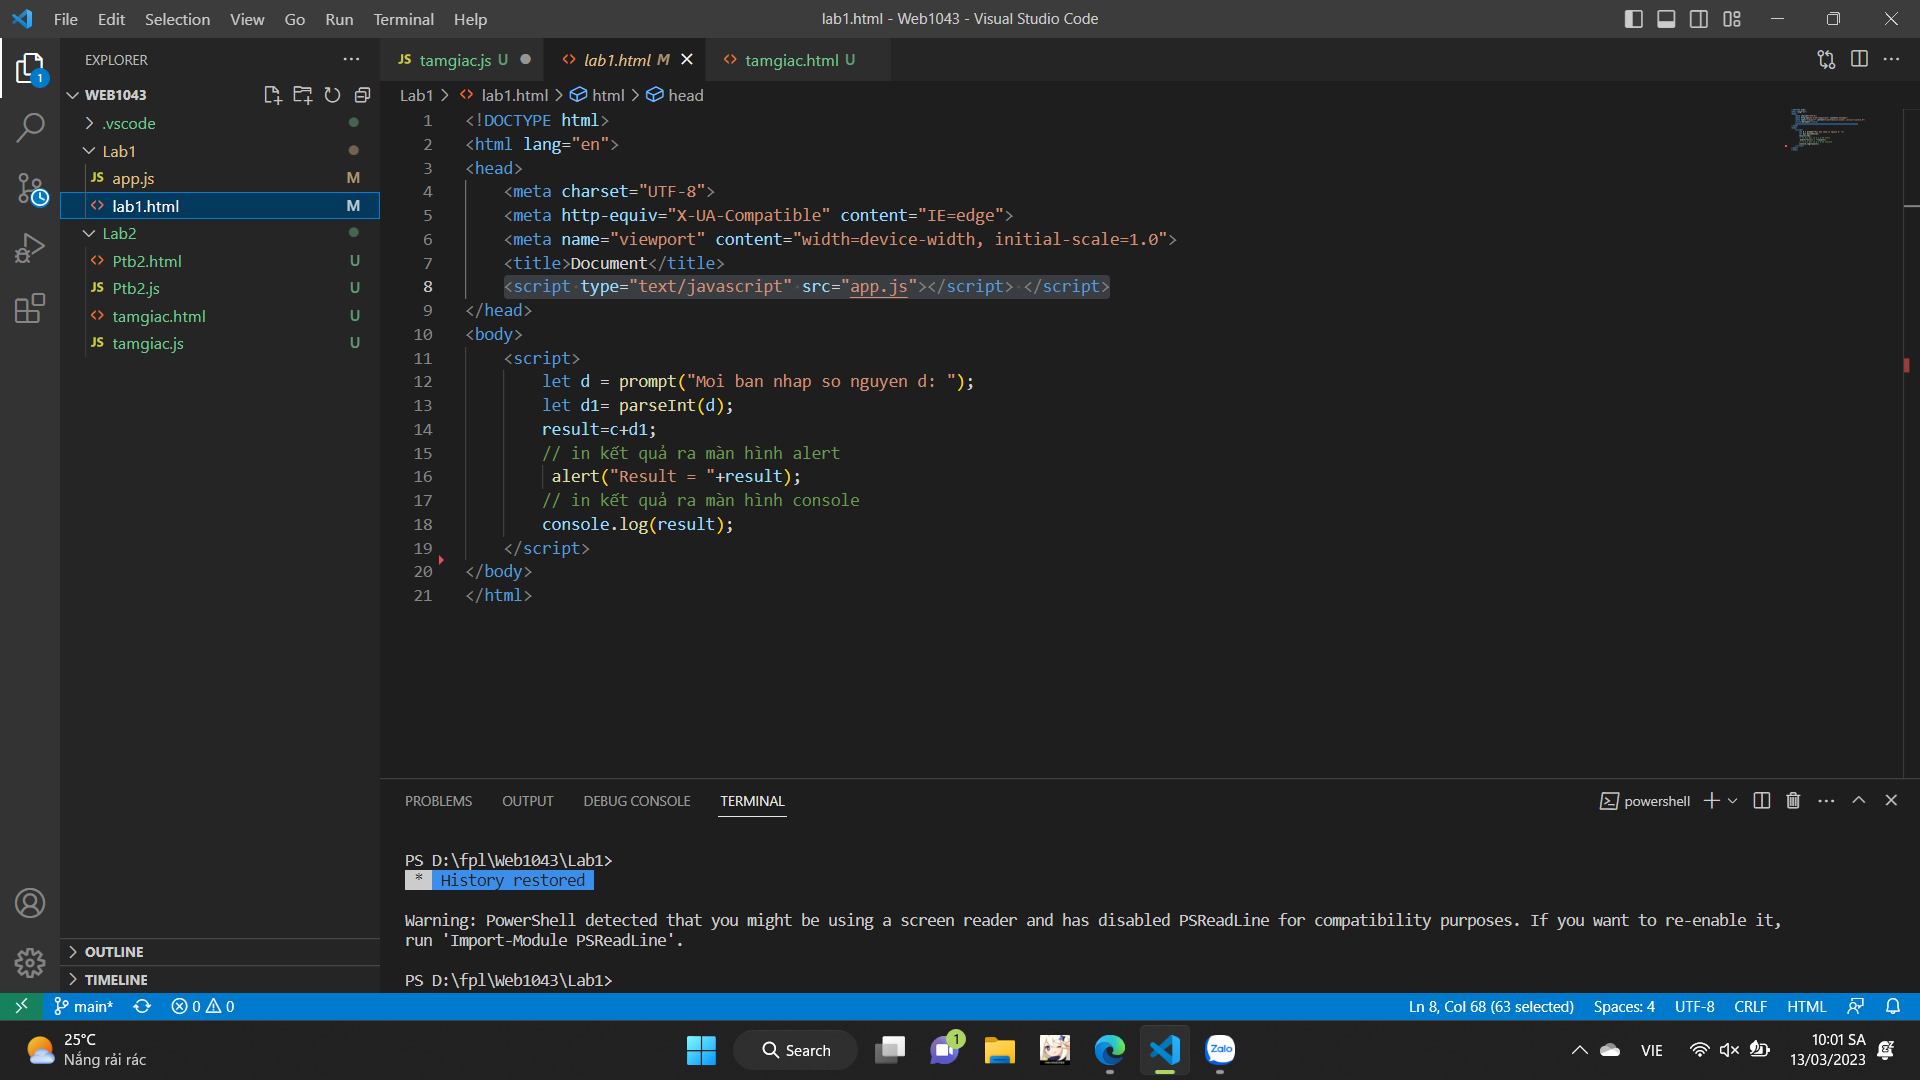 File Edit Selection View Go Run Terminal Help
lab1.html - Web1043 - Visual Studio Code
EXPLORER
1
WEB1043
.vscode
Lab1
JS app.js M
lab1.html M
Lab2
Ptb2.html U
JS Ptb2.js U
tamgiac.html U
JS tamgiac.js U
OUTLINE
TIMELINE
JS tamgiac.js U
lab1.html M
tamgiac.html U
Lab1 > lab1.html > html > head
1 <!DOCTYPE html>
2 <html lang="en">
3 <head>
4 <meta charset="UTF-8">
5 <meta http-equiv="X-UA-Compatible" content="IE=edge">
6 <meta name="viewport" content="width=device-width, initial-scale=1.0">
7 <title>Document</title>
8 <script type="text/javascript" src="app.js"></script> </script>
9 </head>
10 <body>
11 <script>
12 let d = prompt("Moi ban nhap so nguyen d: ");
13 let d1= parseInt(d);
14 result=c+d1;
15 // in kết quả ra màn hình alert
16 alert("Result = "+result);
17 // in kết quả ra màn hình console
18 console.log(result);
19 </script>
20 </body>
21 </html>
PROBLEMS OUTPUT DEBUG CONSOLE TERMINAL
powershell
PS D:\fpl\Web1043\Lab1>
* History restored
Warning: PowerShell detected that you might be using a screen reader and has disabled PSReadLine for compatibility purposes. If you want to re-enable it,
run 'Import-Module PSReadLine'.
PS D:\fpl\Web1043\Lab1>
main* 0 0
Ln 8, Col 68 (63 selected) Spaces: 4 UTF-8 CRLF HTML
25°C
Nắng rải rác
Search
1
Zalo
VIE
10:01 SA
13/03/2023